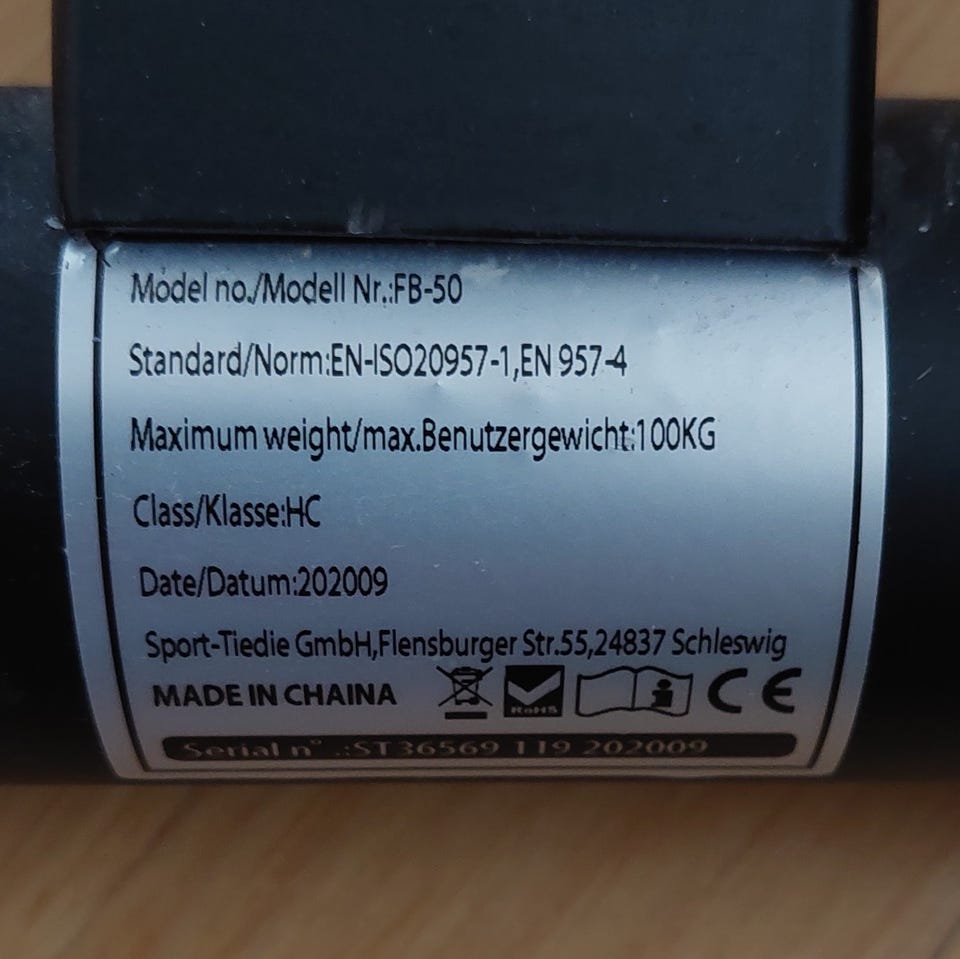 Model no./Modell Nr.:FB-50
Standard/Norm:EN-ISO20957-1,EN 957-4
Maximum weight/max.Benutzergewicht:100KG
Class/Klasse:HC
Date/Datum:202009
Sport-Tiedie GmbH,Flensburger Str.55,24837 Schleswig
MADE IN CHAINA RoHS CE
Serial n° .:ST36569 119 202009